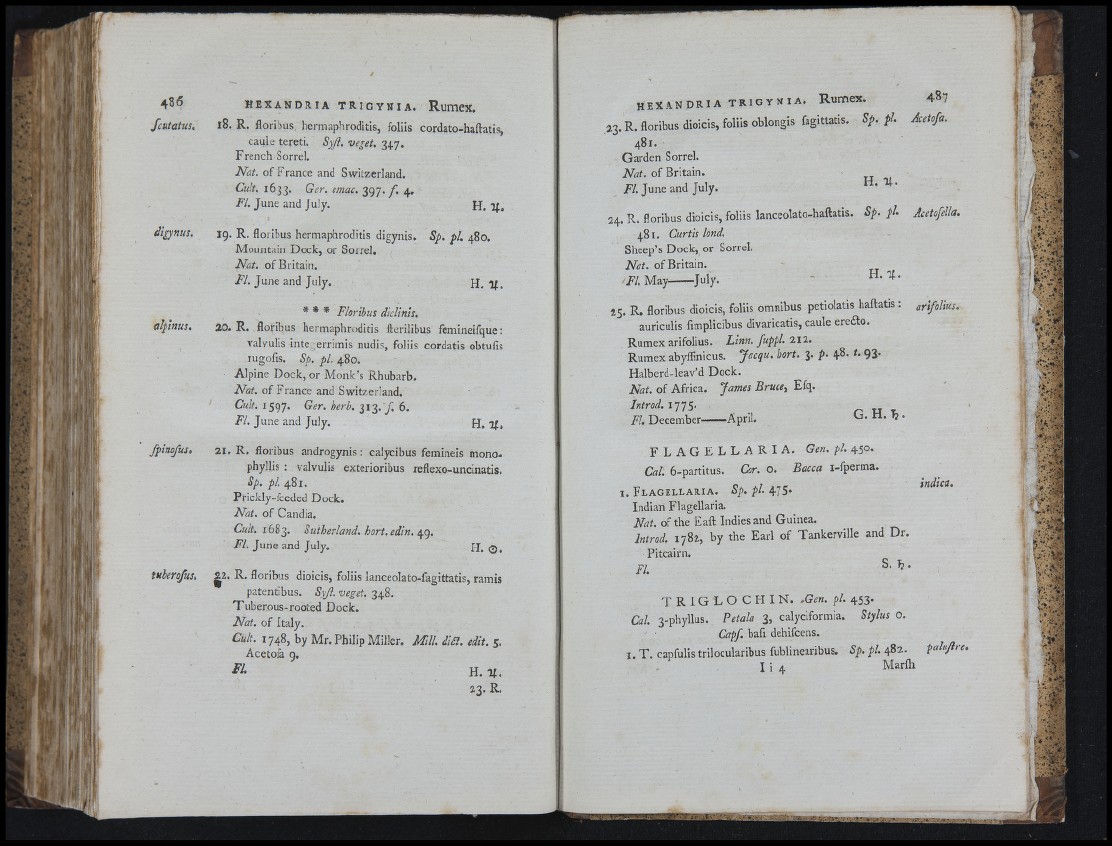 486 HEXANDRIA TRIGYNIA. Rumex.
ſcutatus. 18. R. floribus hermaphroditis, foliis cordato-haſtatis,
caule tereti. Syſt. veget. 347.
French Sorrel.
Nat. of France and Switzerland.
Cult. 1633. Ger. emac. 397. f. 4.
Fl. June and July. H. ♃.
digynus. 19. R. floribus hermaphroditis digynis. Sp. pl. 480.
Mountain Dock, or Sorrel.
Nat. of Britain.
Fl. June and July. H. ♃.
* * * Floribus diclinis.
alpinus. 20. R. floribus hermaphroditis ſterilibus femineiſque:
valvulis integerrimis nudis, foliis cordatis obtuſis
rugoſis. Sp. pl. 480.
Alpine Dock, or Monk's Rhubarb.
Nat. of France and Switzerland.
Cult. 1597. Ger. herb. 313. f. 6.
Fl. June and July. H. ♃.
ſpinoſus. 21. R. floribus androgynis: calycibus femineis mono-
phyllis : valvulis exterioribus reflexo-uncinatis.
Sp. pl. 481.
Prickly-ſeeded Dock.
Nat. of Candia.
Cult. 1683. Sutherland. hort. edin. 49.
Fl. June and July. H. ☉.
tuberoſus. 22. R. floribus dioicis, foliis lanceolato-ſagittatis, ramis
patentibus. Syſt. veget. 348.
Tuberous-rooted Dock.
Nat. of Italy.
Cult. 1748, by Mr. Philip Miller. Mill. dict. edit. 5.
Acetoſa 9.
Fl. H. ♃.
23. R.
HEXANDRIA TRIGYNIA. Rumex. 487
23. R. floribus dioicis, foliis oblongis ſagittatis. Sp. pl. Acetoſa.
481.
Garden Sorrel.
Nat. of Britain.
Fl. June and July. H. ♃.
24. R. floribus dioicis, foliis lanceolato-haſtatis. Sp. pl. Acetoſella.
481. Curtis lond.
Sheep's Dock, or Sorrel.
Nat. of Britain.
Fl. May——July. H. ♃.
25. R. floribus dioicis, foliis omnibus petiolatis haſtatis: arifolius.
auriculis ſimplicibus divaricatis, caule erecto.
Rumex arifolius. Linn. ſuppl. 212.
Rumex abyſſinicus. Jacqu. hort. 3. p. 48. t. 93.
Halberd-leav'd Dock.
Nat. of Africa. James Bruce, Eſq.
Introd. 1775.
Fl. December——April. G. H. ♄.
FLAGELLARIA. Gen. pl. 450.
Cal. 6-partitus. Cor. 0. Bacca 1-ſperma.
1. FLAGELLARIA. Sp. pl. 475. indica.
Indian Flagellaria.
Nat. of the Eaſt Indies and Guinea.
Introd. 1782, by the Earl of Tankerville and Dr.
Pitcairn.
Fl. S. ♄.
TRIGLOCHIN. Gen. pl. 453.
Cal. 3-phyllus. Petala 3, calyciformia. Stylus 0.
Capſ. baſi dehiſcens.
1. T. capſulis trilocularibus ſublinearibus. Sp. pl. 482. paluſtre.
I i 4 Marſh